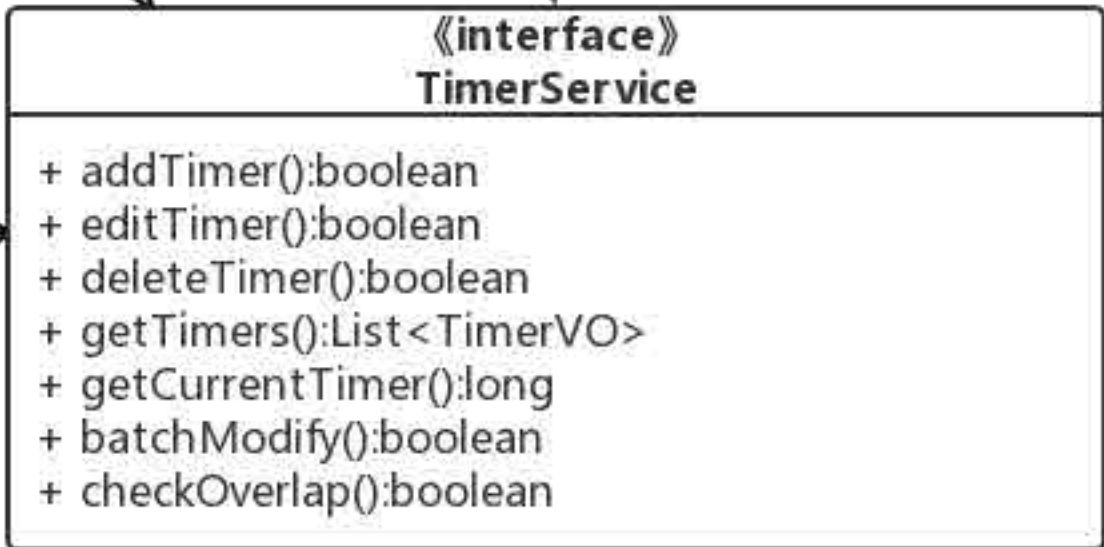 《interface》
TimerService
+ addTimer():boolean
+ editTimer():boolean
+ deleteTimer():boolean
+ getTimers():List<TimerVO>
+ getCurrentTimer():long
+ batchModify():boolean
+ checkOverlap():boolean